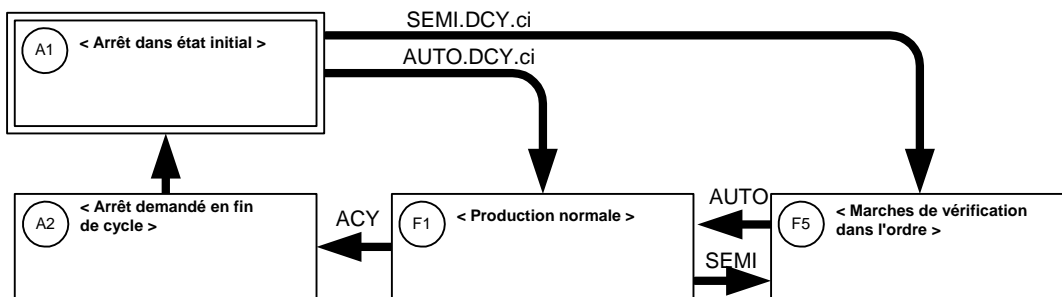 SEMI.DCY.ci
A1
< Arrêt dans état initial >
AUTO.DCY.ci
A2
< Arrêt demandé en fin
de cycle >
ACY
F1
< Production normale >
AUTO
SEMI
F5
< Marches de vérification
dans l'ordre >